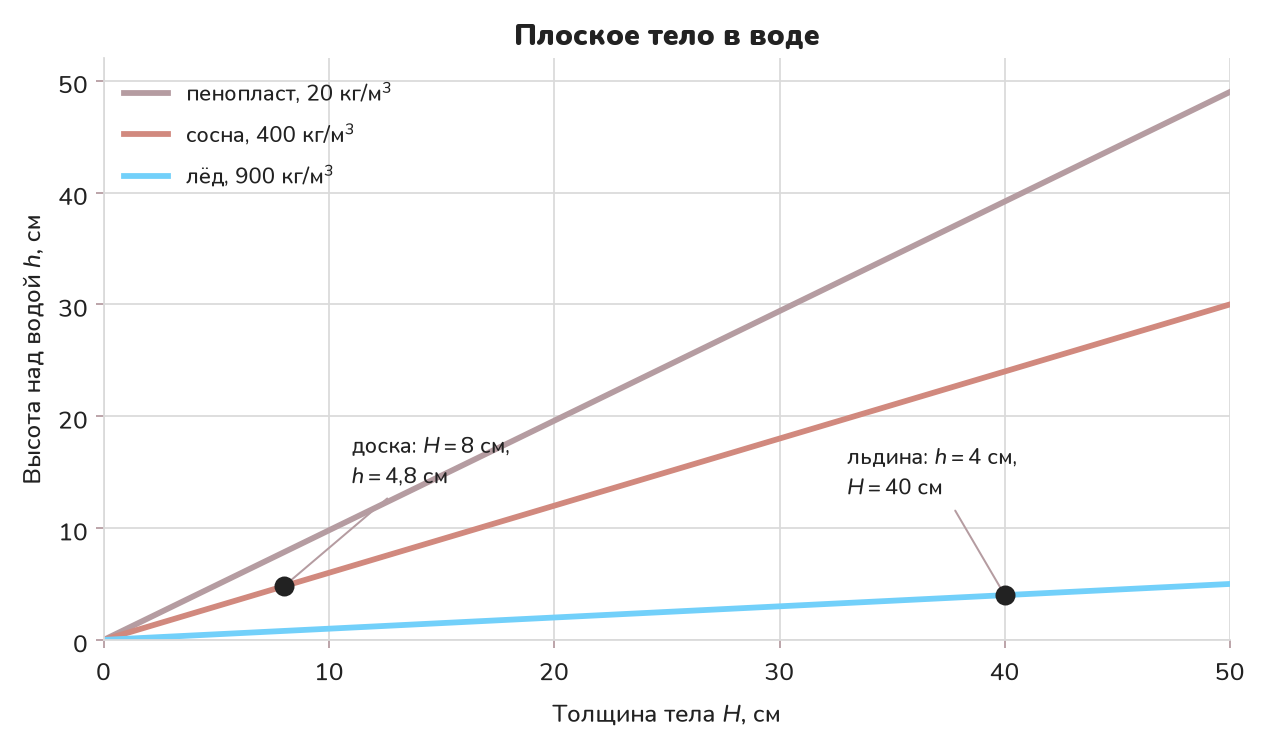 Плоское тело в воде
50
40
30
20
10
0
Высота над водой h, см
пенопласт, 20 кг/м³
сосна, 400 кг/м³
лёд, 900 кг/м³
доска: H = 8 см,
h = 4,8 см
льдина: h = 4 см,
H = 40 см
0 10 20 30 40 50
Толщина тела H, см